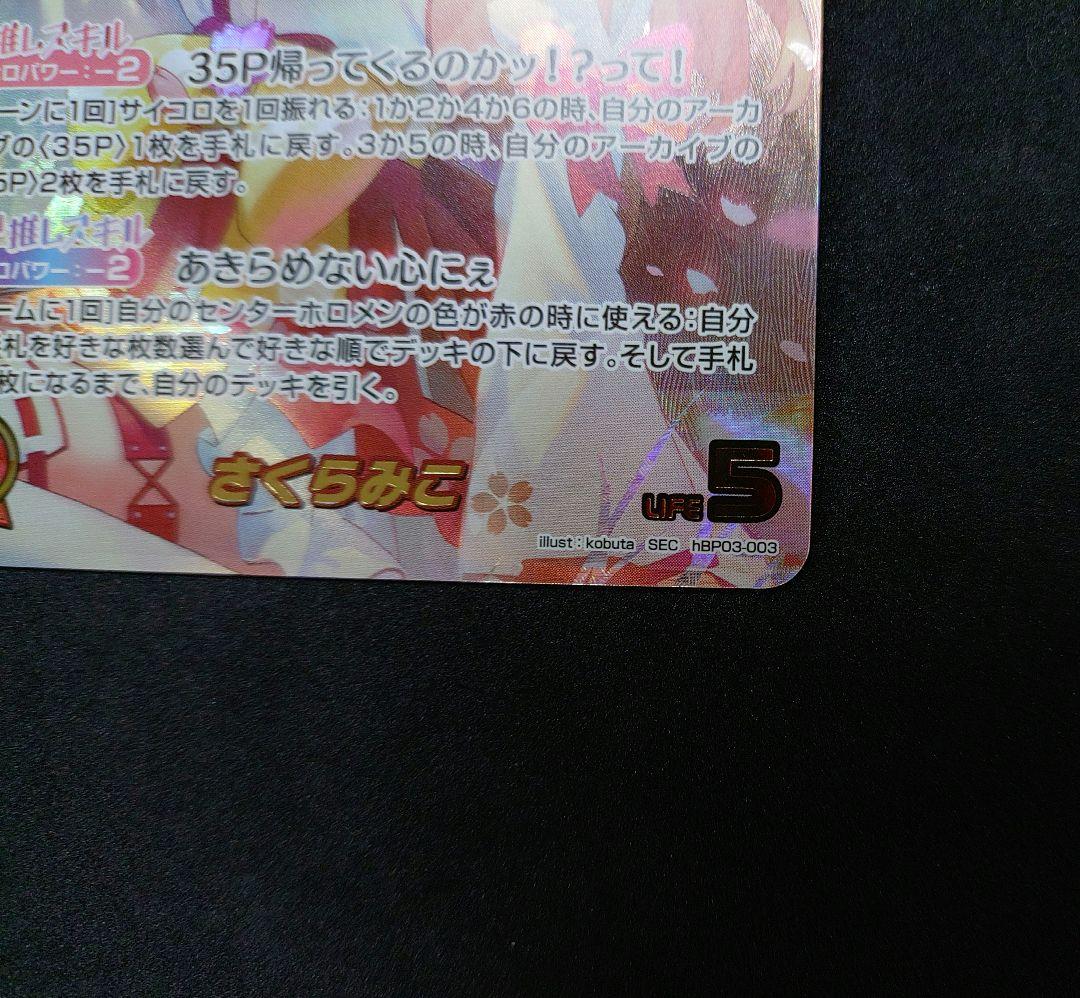 推しスキル
ロパワー：－2
35P帰ってくるのかッ！？って！
ーンに1回]サイコロを1回振れる：1か2か4か6の時、自分のアーカ
ブの〈35P〉1枚を手札に戻す。3か5の時、自分のアーカイブの
5P〉2枚を手札に戻す。
推しスキル
ロパワー：－2
あきらめない心にぇ
ームに1回]自分のセンターホロメンの色が赤の時に使える：自分
札を好きな枚数選んで好きな順でデッキの下に戻す。そして手札
枚になるまで、自分のデッキを引く。
さくらみこ
LIFE 5
illust：kobuta SEC hBP03-003